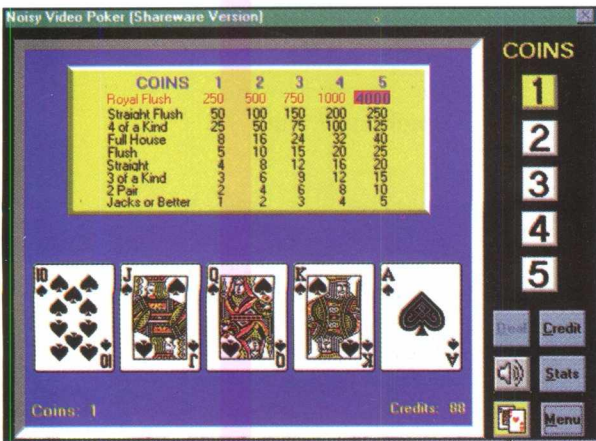 Noisy Video Poker [Shareware Version]
COINS 1 2 3 4 5
Royal Flush 250 500 750 1000 4000
Straight Flush 50 100 150 200 250
4 of a Kind 25 50 75 100 125
Full House 8 16 24 32 40
Flush 5 10 15 20 25
Straight 4 8 12 16 20
3 of a Kind 3 6 9 12 15
2 Pair 2 4 6 8 10
Jacks or Better 1 2 3 4 5
COINS
1
2
3
4
5
10 J Q K A
10 J Q K A
Deal Credit
Stats
Menu
Coins: 1 Credits: 88